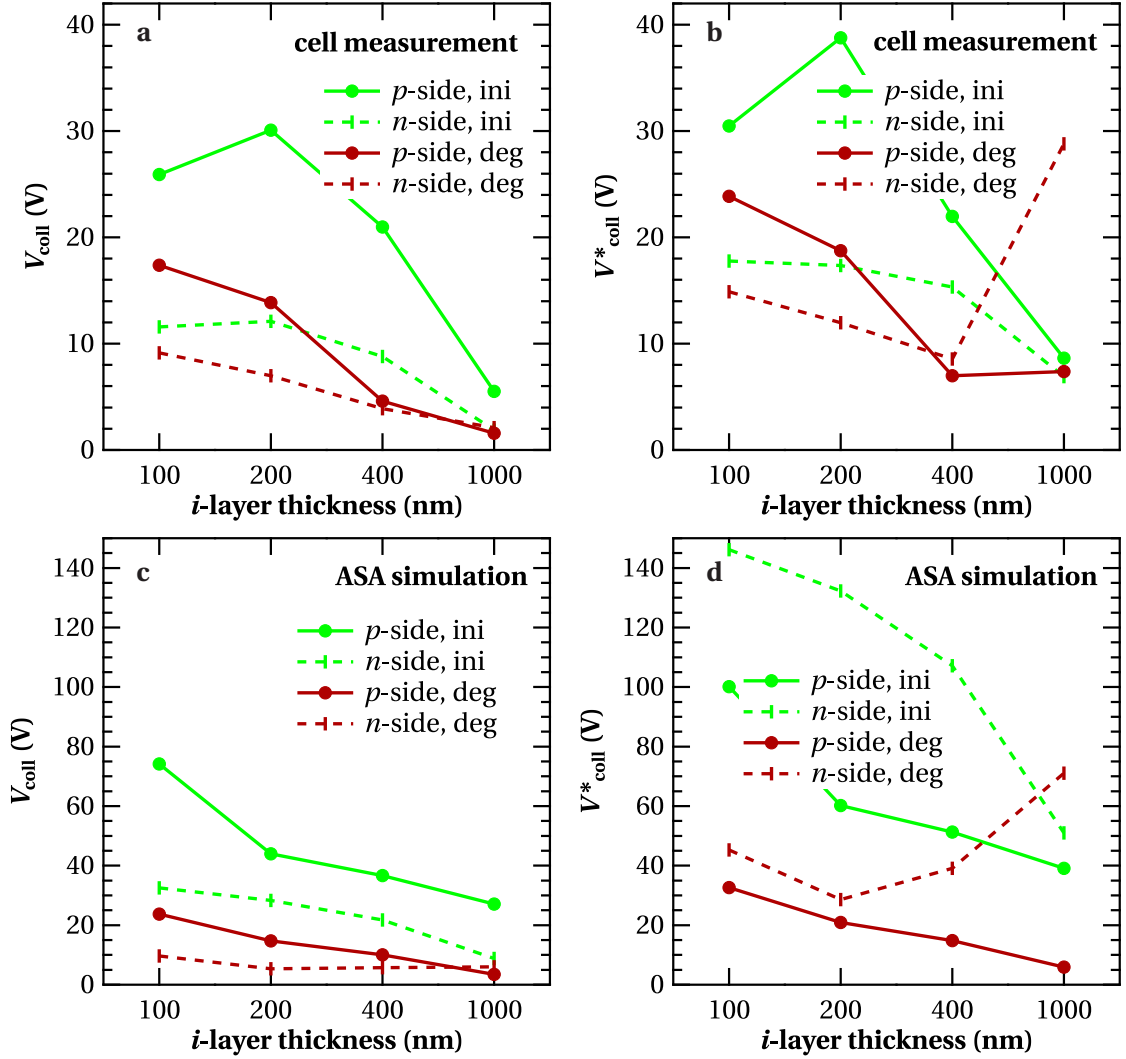 a
cell measurement
p-side, ini
n-side, ini
p-side, deg
n-side, deg
40
30
20
10
0
V_coll (V)
100 200 400 1000
i-layer thickness (nm)
b
cell measurement
p-side, ini
n-side, ini
p-side, deg
n-side, deg
40
30
20
10
0
V*_coll (V)
100 200 400 1000
i-layer thickness (nm)
c
ASA simulation
p-side, ini
n-side, ini
p-side, deg
n-side, deg
140
120
100
80
60
40
20
0
V_coll (V)
100 200 400 1000
i-layer thickness (nm)
d
ASA simulation
p-side, ini
n-side, ini
p-side, deg
n-side, deg
140
120
100
80
60
40
20
0
V*_coll (V)
100 200 400 1000
i-layer thickness (nm)